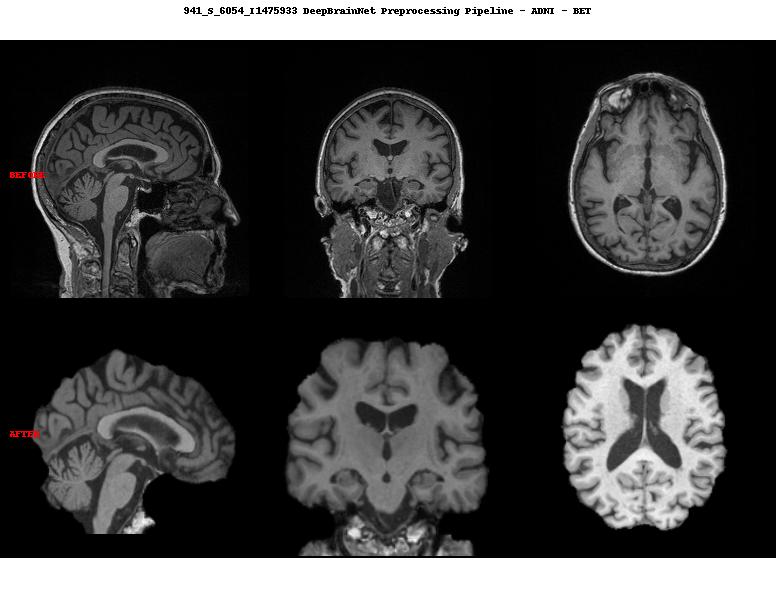 941_S_6054_I1475933 DeepBrainNet Preprocessing Pipeline - ADNI - BET
BEFORE
AFTER